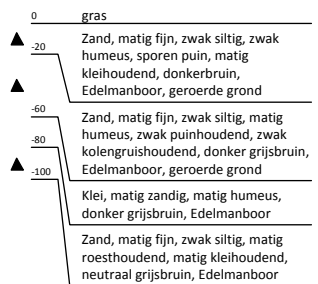 0
gras
Zand, matig fijn, zwak siltig, zwak
humeus, sporen puin, matig
kleihoudend, donkerbruin,
Edelmanboor, geroerde grond
-20
Zand, matig fijn, zwak siltig, matig
humeus, zwak puinhoudend, zwak
kolengruishoudend, donker grijsbruin,
Edelmanboor, geroerde grond
-60
Klei, matig zandig, matig humeus,
donker grijsbruin, Edelmanboor
-80
Zand, matig fijn, zwak siltig, matig
roesthoudend, matig kleihoudend,
neutraal grijsbruin, Edelmanboor
-100